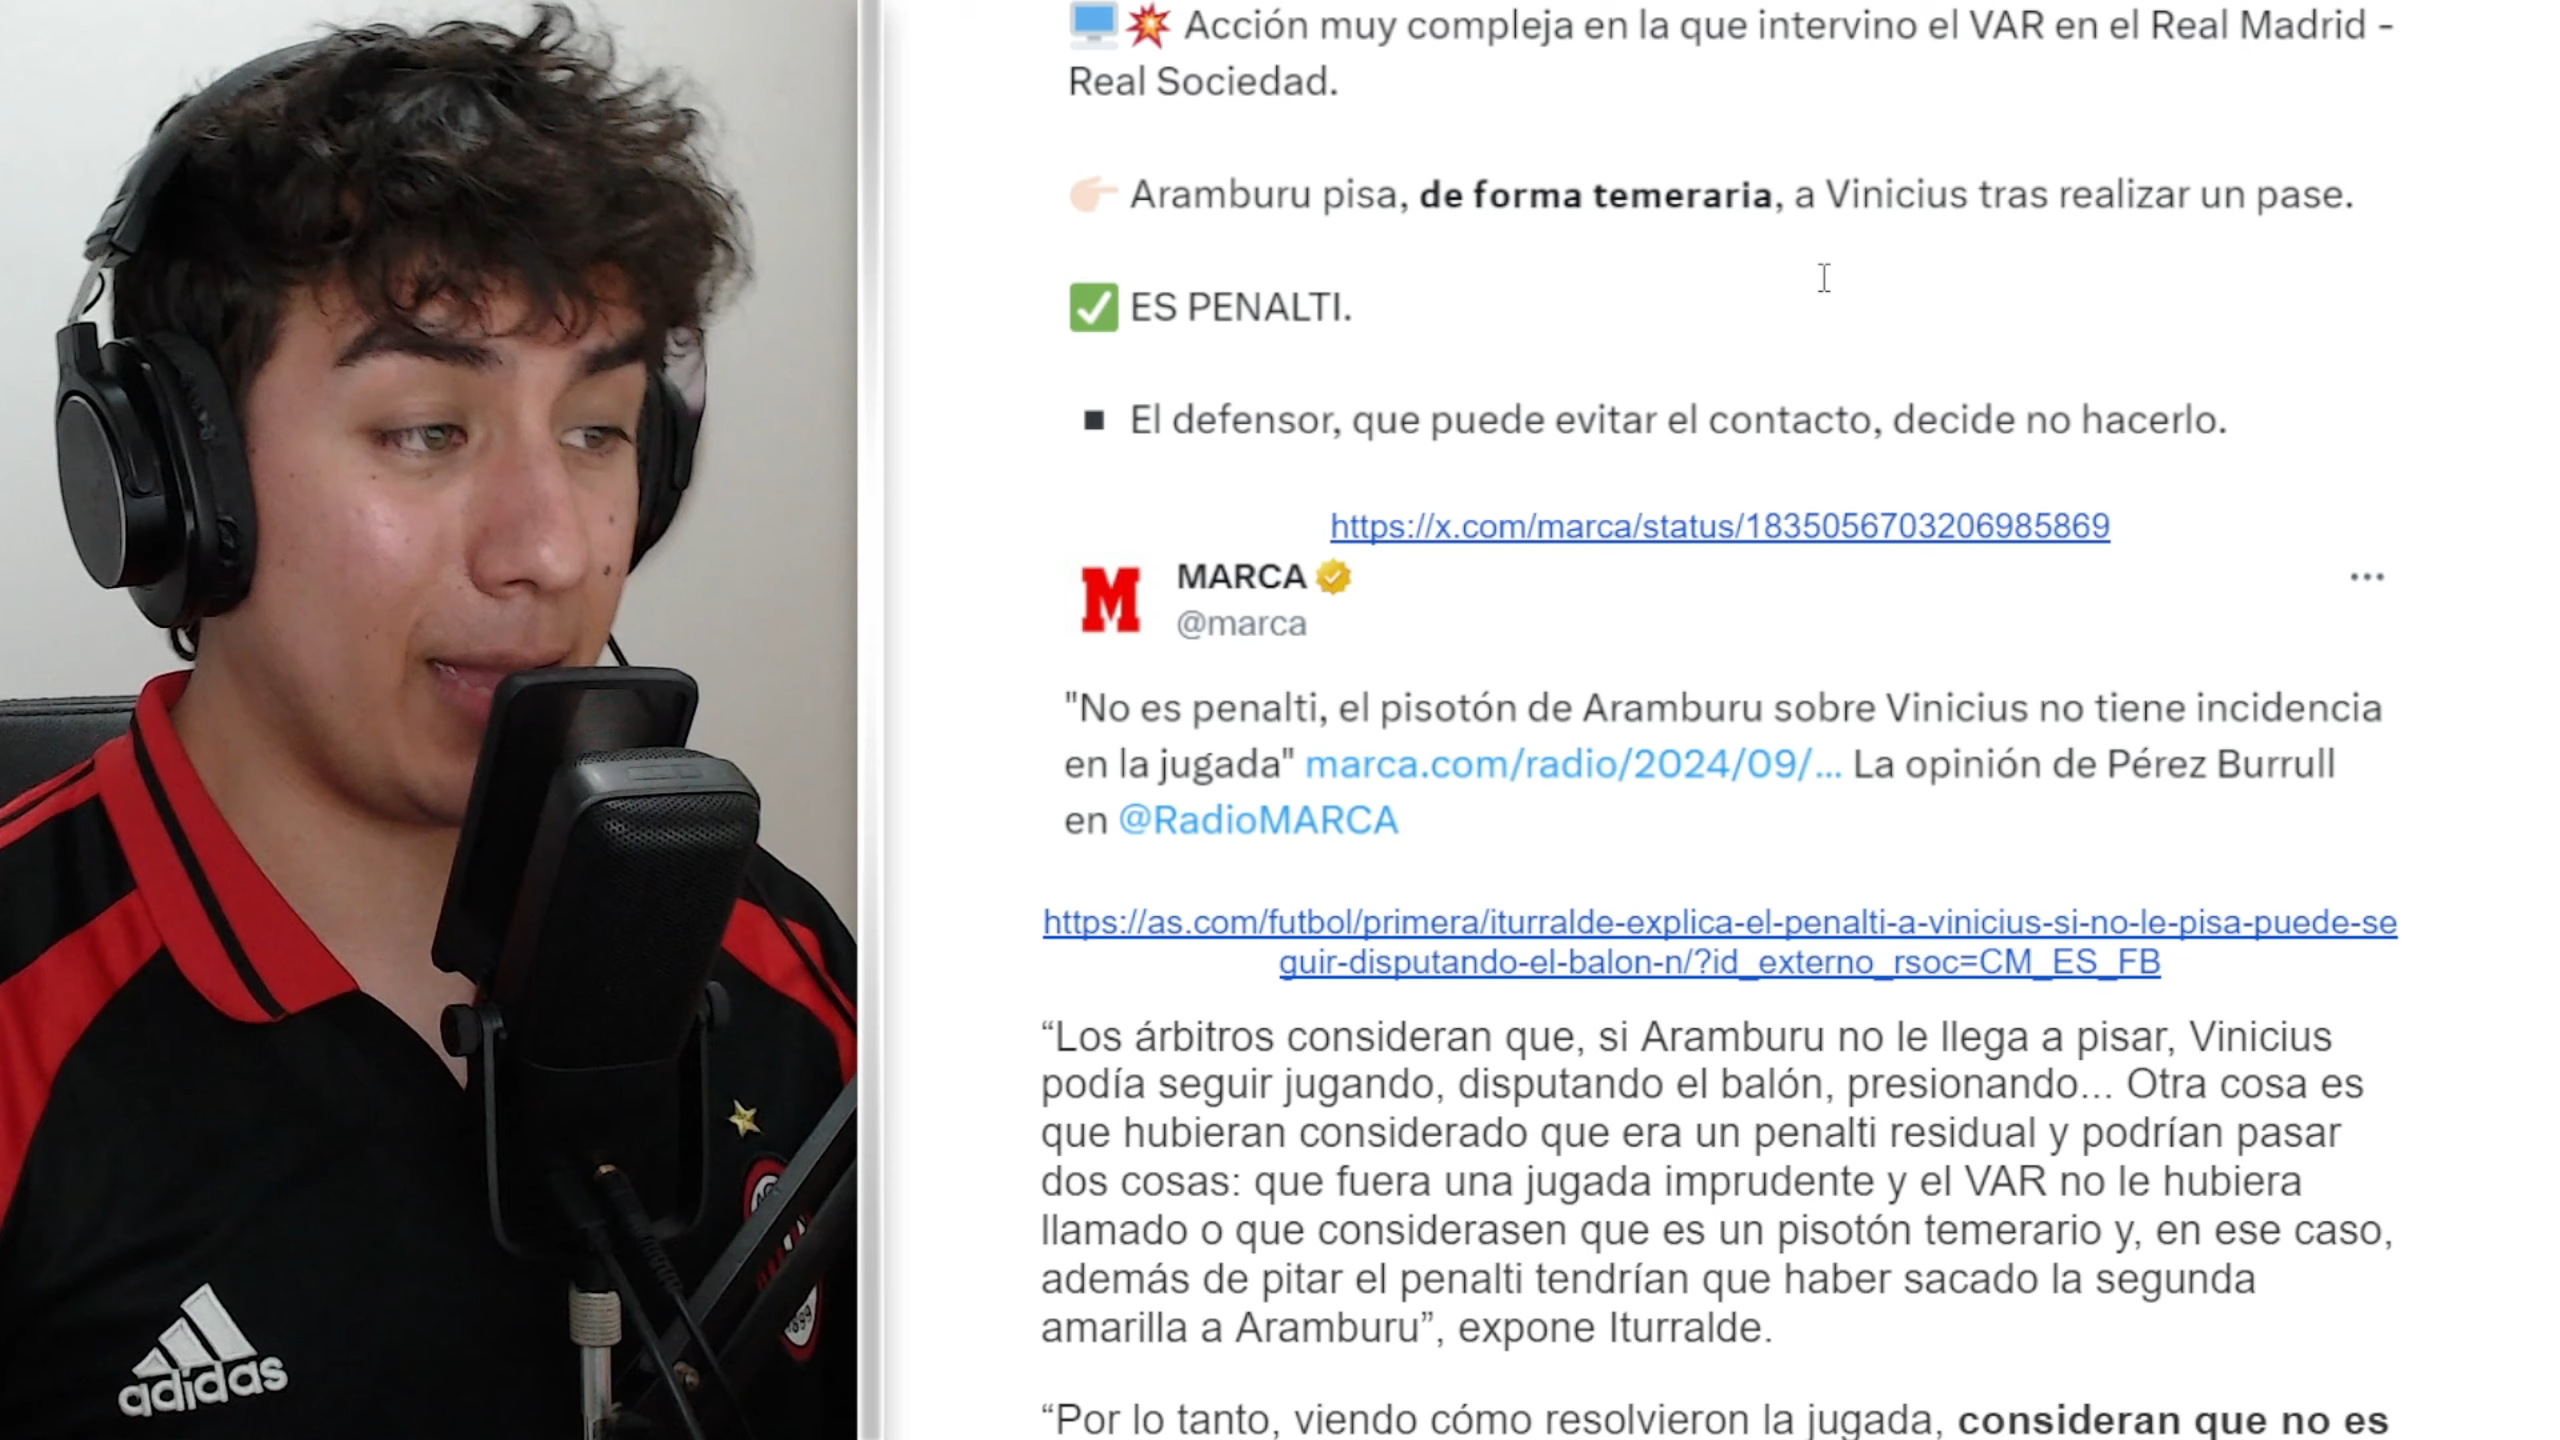 Acción muy compleja en la que intervino el VAR en el Real Madrid -
Real Sociedad.
Aramburu pisa, de forma temeraria, a Vinicius tras realizar un pase.
ES PENALTI.
El defensor, que puede evitar el contacto, decide no hacerlo.
https://x.com/marca/status/1835056703206985869
M
MARCA
@marca
"No es penalti, el pisotón de Aramburu sobre Vinicius no tiene incidencia
en la jugada" marca.com/radio/2024/09/... La opinión de Pérez Burrull
en @RadioMARCA
https://as.com/futbol/primera/iturralde-explica-el-penalti-a-vinicius-si-no-le-pisa-puede-se
guir-disputando-el-balon-n/?id_externo_rsoc=CM_ES_FB
“Los árbitros consideran que, si Aramburu no le llega a pisar, Vinicius
podía seguir jugando, disputando el balón, presionando... Otra cosa es
que hubieran considerado que era un penalti residual y podrían pasar
dos cosas: que fuera una jugada imprudente y el VAR no le hubiera
llamado o que considerasen que es un pisotón temerario y, en ese caso,
además de pitar el penalti tendrían que haber sacado la segunda
amarilla a Aramburu”, expone Iturralde.
“Por lo tanto, viendo cómo resolvieron la jugada, consideran que no es
adidas